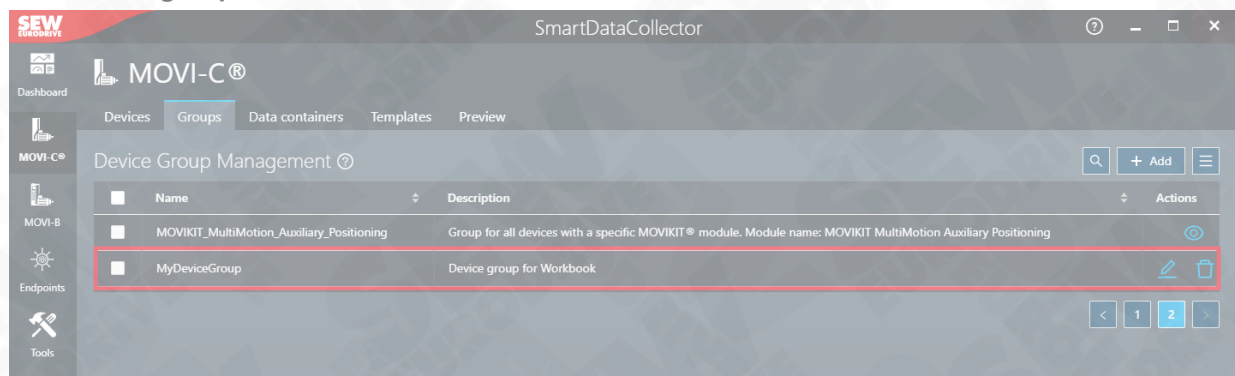 SEW
EURODRIVE
SmartDataCollector
Dashboard
MOVI-C®
Devices Groups Data containers Templates Preview
MOVI-C®
Device Group Management
+ Add
Name Description Actions
MOVI-B
MOVIKIT_MultiMotion_Auxiliary_Positioning Group for all devices with a specific MOVIKIT® module. Module name: MOVIKIT MultiMotion Auxiliary Positioning
MyDeviceGroup Device group for Workbook
Endpoints
< 1 2 >
Tools